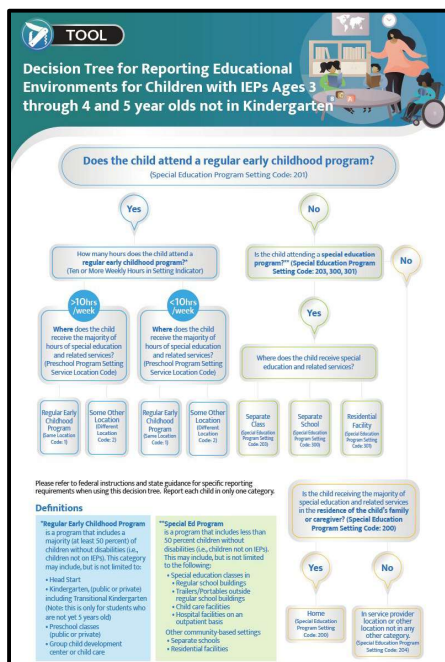 TOOL
Decision Tree for Reporting Educational
Environments for Children with IEPs Ages 3
through 4 and 5 year olds not in Kindergarten
Does the child attend a regular early childhood program?
(Special Education Program Setting Code: 201)
Yes
No
How many hours does the child attend a
regular early childhood program?*
(Ten or More Weekly Hours in Setting Indicator)
Is the child attending a special education
program?** (Special Education Program
Setting Code: 203, 300, 301)
No
>10hrs
/week
<10hrs
/week
Where does the child
receive the majority of
hours of special education
and related services?
(Preschool Program Setting
Service Location Code)
Where does the child
receive the majority of
hours of special education
and related services?
(Preschool Program Setting
Service Location Code)
Yes
Where does the child receive special
education and related services?
Regular Early
Childhood
Program
(Same Location
Code: 1)
Some Other
Location
(Different
Location
Code: 2)
Regular Early
Childhood
Program
(Same Location
Code: 1)
Some Other
Location
(Different
Location
Code: 2)
Separate
Class
(Special Education
Program Setting
Code: 203)
Separate
School
(Special Education
Program Setting
Code: 300)
Residential
Facility
(Special Education
Program Setting
Code: 301)
Please refer to federal instructions and state guidance for specific reporting
requirements when using this decision tree. Report each child in only one category.
Definitions
*Regular Early Childhood Program
is a program that includes a
majority (at least 50 percent) of
children without disabilities (i.e.,
children not on IEPs). This category
may include, but is not limited to:
• Head Start
• Kindergarten, (public or private)
including Transitional Kindergarten
(Note: this is only for students who
are not yet 5 years old)
• Preschool classes
(public or private)
• Group child development
center or child care
**Special Ed Program
is a program that includes less than
50 percent children without
disabilities (i.e., children not on IEPs).
This may include, but is not limited
to the following:
• Special education classes in
• Regular school buildings
• Trailers/Portables outside
regular school buildings
• Child care facilities
• Hospital facilities on an
outpatient basis
Other community-based settings
• Separate schools
• Residential facilities
Is the child receiving the majority of
special education and related services
in the residence of the child's family
or caregiver? (Special Education
Program Code: 200)
Yes
No
Home
(Special Education
Program Setting
Code: 200)
In service provider
location or other
location not in any
other category.
(Special Education Program
Setting Code: 204)